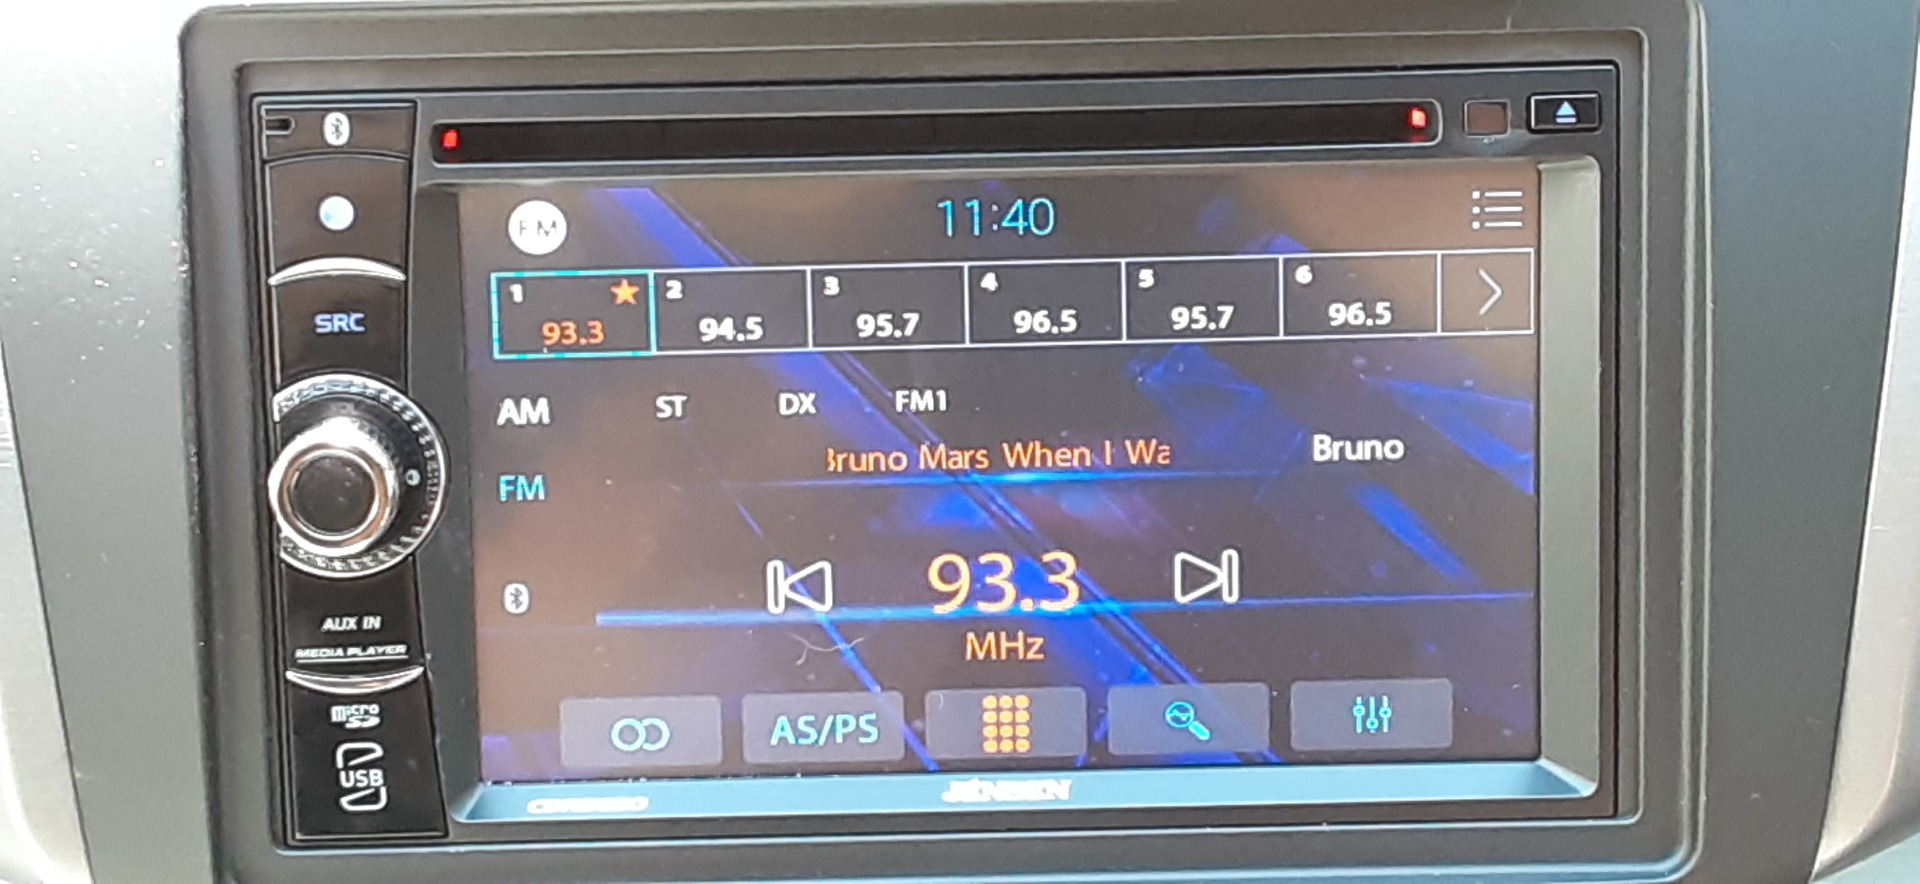 FM
11:40
1 2 3 4 5 6
93.3 94.5 95.7 96.5 95.7 96.5
SRC
AM ST DX FM1
Bruno Mars When I Wa Bruno
FM
93.3
MHz
AUX IN
MEDIA PLAYER
micro SD
AS/PS
USB
JENSEN